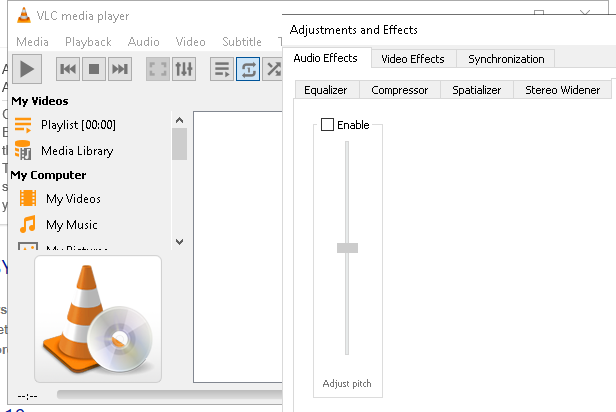 VLC media player
Media Playback Audio Video Subtitle
My Videos
Playlist [00:00]
Media Library
My Computer
My Videos
My Music
My Pictures
--:--
Adjustments and Effects
Audio Effects Video Effects Synchronization
Equalizer Compressor Spatializer Stereo Widener
Enable
Adjust pitch